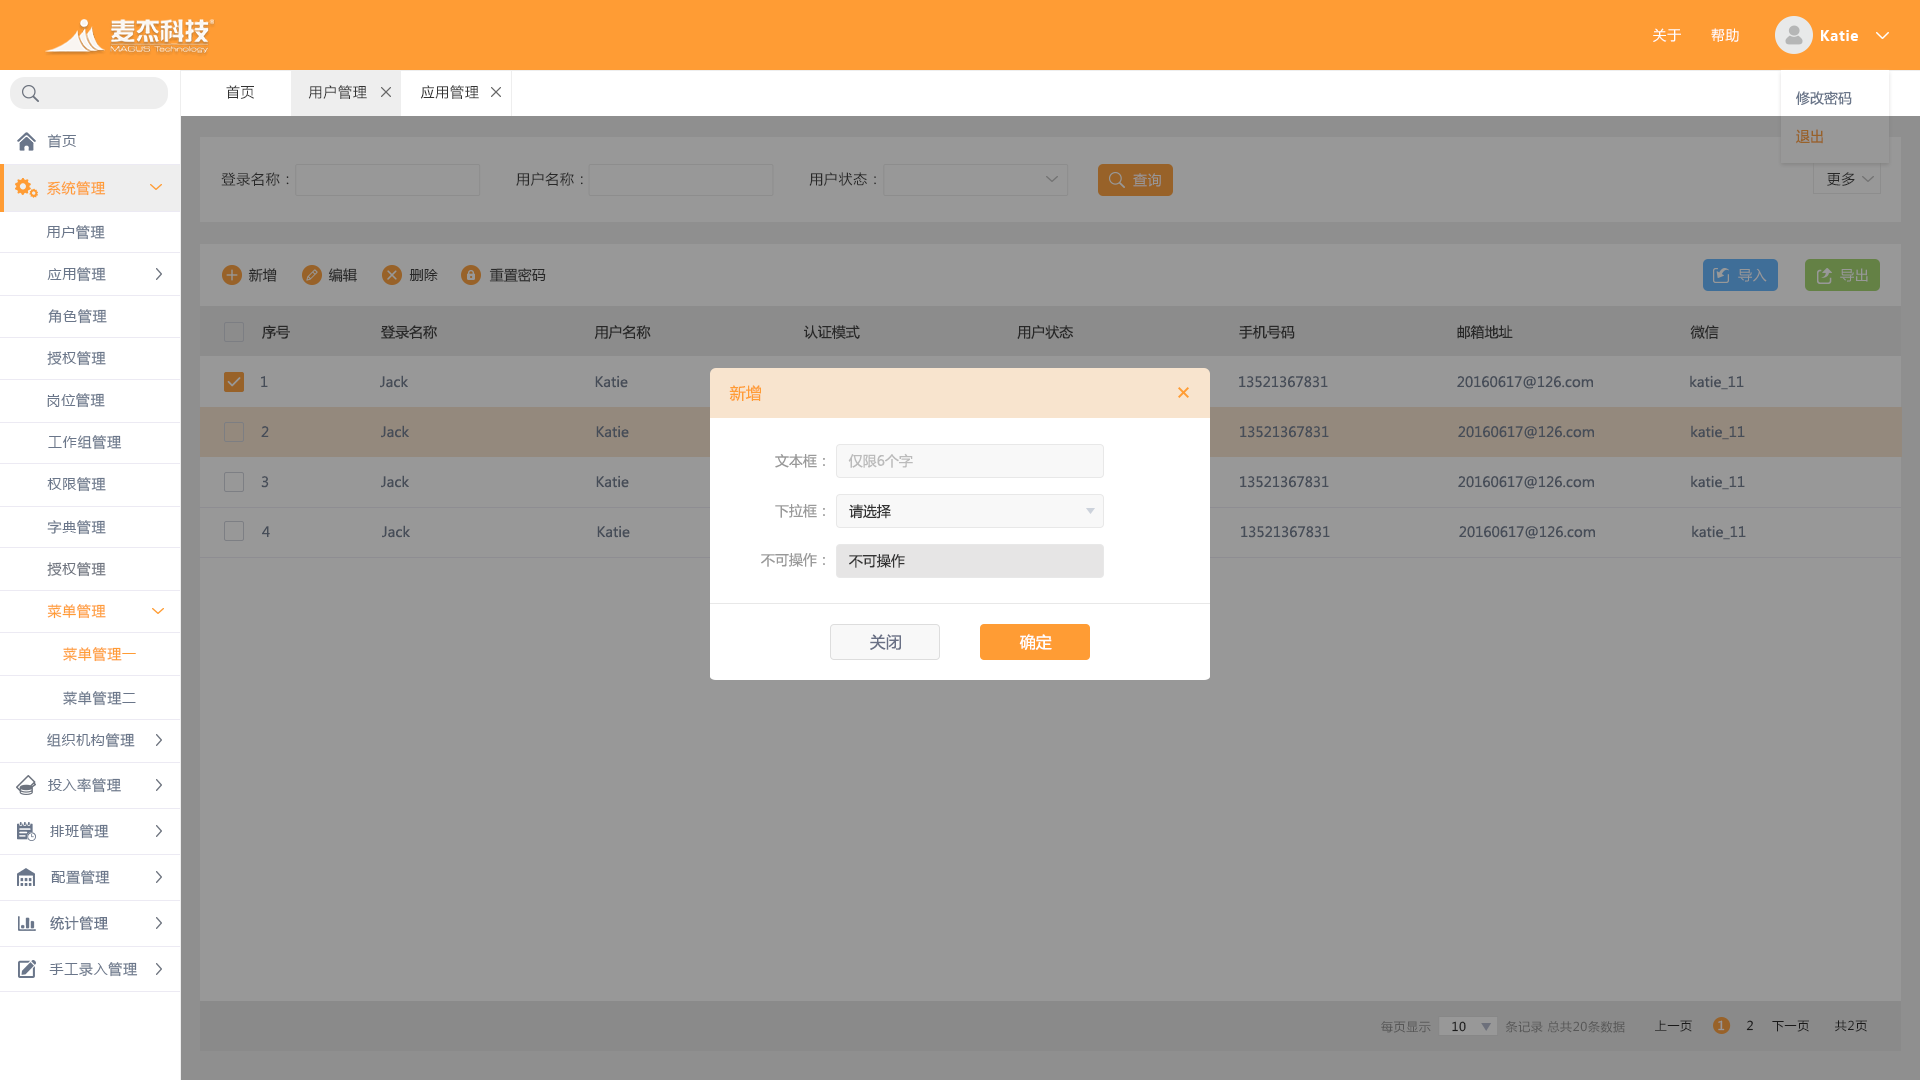 麦杰科技
MAGUS Technology
关于 帮助 Katie
首页 用户管理 应用管理
修改密码
退出
首页
系统管理
用户管理
应用管理
角色管理
授权管理
岗位管理
工作组管理
权限管理
字典管理
授权管理
菜单管理
菜单管理一
菜单管理二
组织机构管理
投入率管理
排班管理
配置管理
统计管理
手工录入管理
登录名称： 用户名称： 用户状态： 查询 更多
新增 编辑 删除 重置密码 导入 导出
序号 登录名称 用户名称 认证模式 用户状态 手机号码 邮箱地址 微信
1 Jack Katie 13521367831 20160617@126.com katie_11
2 Jack Katie 13521367831 20160617@126.com katie_11
3 Jack Katie 13521367831 20160617@126.com katie_11
4 Jack Katie 13521367831 20160617@126.com katie_11
新增
文本框： 仅限6个字
下拉框： 请选择
不可操作： 不可操作
关闭 确定
每页显示 10 条记录 总共20条数据 上一页 1 2 下一页 共2页